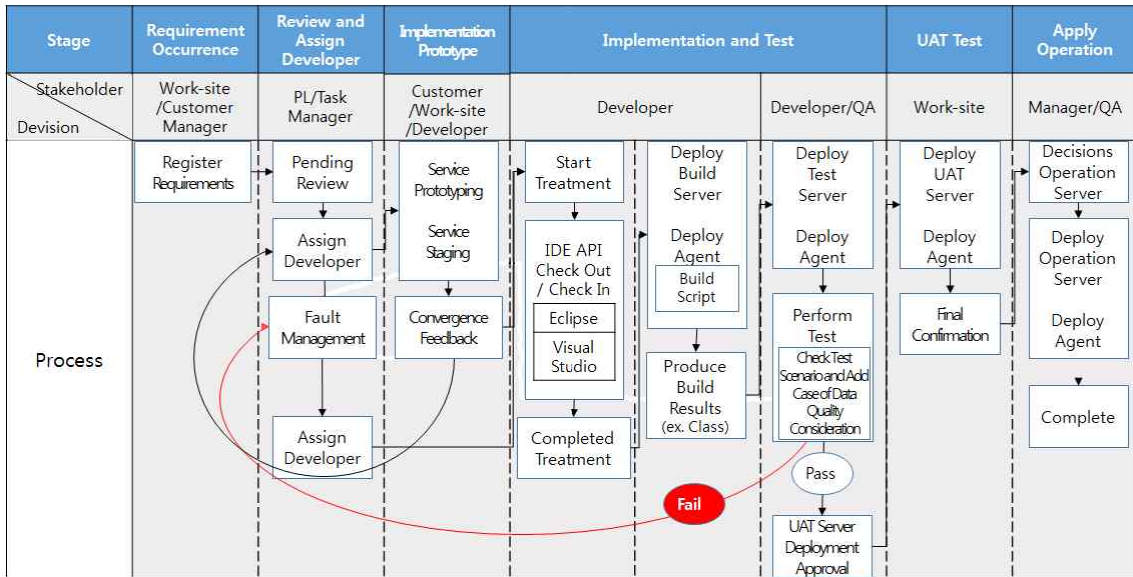 Stage
Requirement
Occurrence
Review and
Assign
Developer
Implementation
Prototype
Implementation and Test
UAT Test
Apply
Operation
Stakeholder
Devision
Work-site
/Customer
Manager
PL/Task
Manager
Customer
/Work-site
/Developer
Developer
Developer/QA
Work-site
Manager/QA
Process
Register
Requirements
Pending
Review
Assign
Developer
Fault
Management
Assign
Developer
Service
Prototyping
Service
Staging
Convergence
Feedback
Start
Treatment
IDE API
Check Out
/ Check In
Eclipse
Visual
Studio
Completed
Treatment
Deploy
Build
Server
Deploy
Agent
Build
Script
Produce
Build
Results
(ex. Class)
Deploy
Test
Server
Deploy
Agent
Perform
Test
Check Test
Scenario and Add
Case of Data
Quality
Consideration
Pass
Fail
UAT Server
Deployment
Approval
Deploy
UAT
Server
Deploy
Agent
Final
Confirmation
Decisions
Operation
Server
Deploy
Operation
Server
Deploy
Agent
Complete